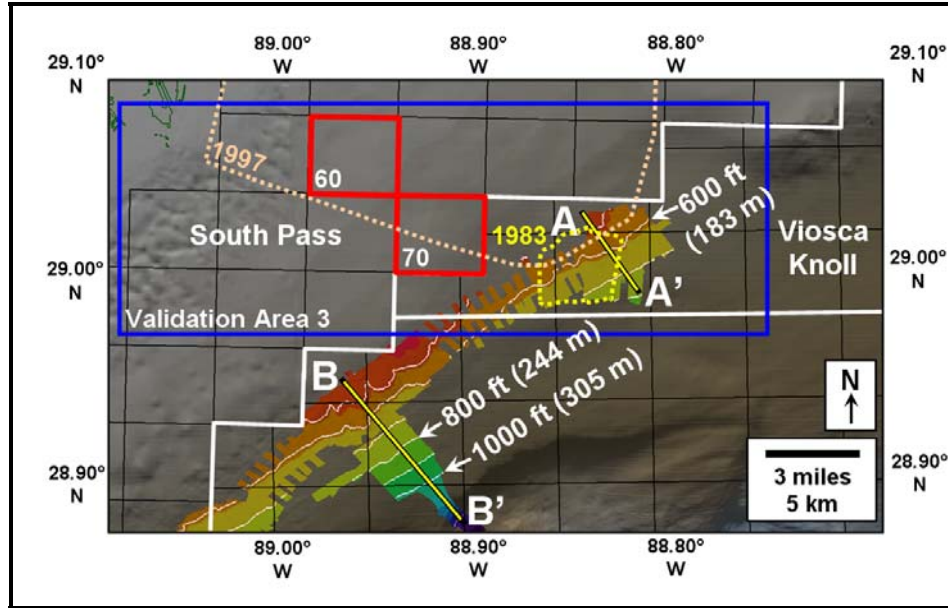 89.00°
W
88.90°
W
88.80°
W
29.10°
N
29.10°
N
1997
60
600 ft
(183 m)
A
South Pass
1983
70
Viosca
Knoll
29.00°
N
29.00°
N
A'
Validation Area 3
B
800 ft (244 m)
1000 ft (305 m)
N
28.90°
N
28.90°
N
3 miles
5 km
B'
89.00°
W
88.90°
W
88.80°
W